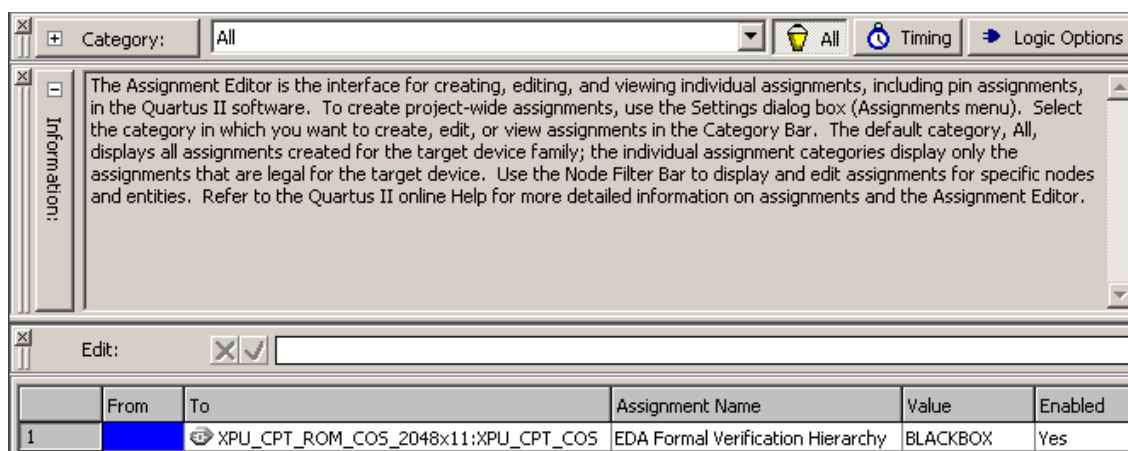 Category: All All Timing Logic Options
Information:
The Assignment Editor is the interface for creating, editing, and viewing individual assignments, including pin assignments,
in the Quartus II software. To create project-wide assignments, use the Settings dialog box (Assignments menu). Select
the category in which you want to create, edit, or view assignments in the Category Bar. The default category, All,
displays all assignments created for the target device family; the individual assignment categories display only the
assignments that are legal for the target device. Use the Node Filter Bar to display and edit assignments for specific nodes
and entities. Refer to the Quartus II online Help for more detailed information on assignments and the Assignment Editor.
Edit:
From To Assignment Name Value Enabled
1 XPU_CPT_ROM_COS_2048x11:XPU_CPT_COS EDA Formal Verification Hierarchy BLACKBOX Yes